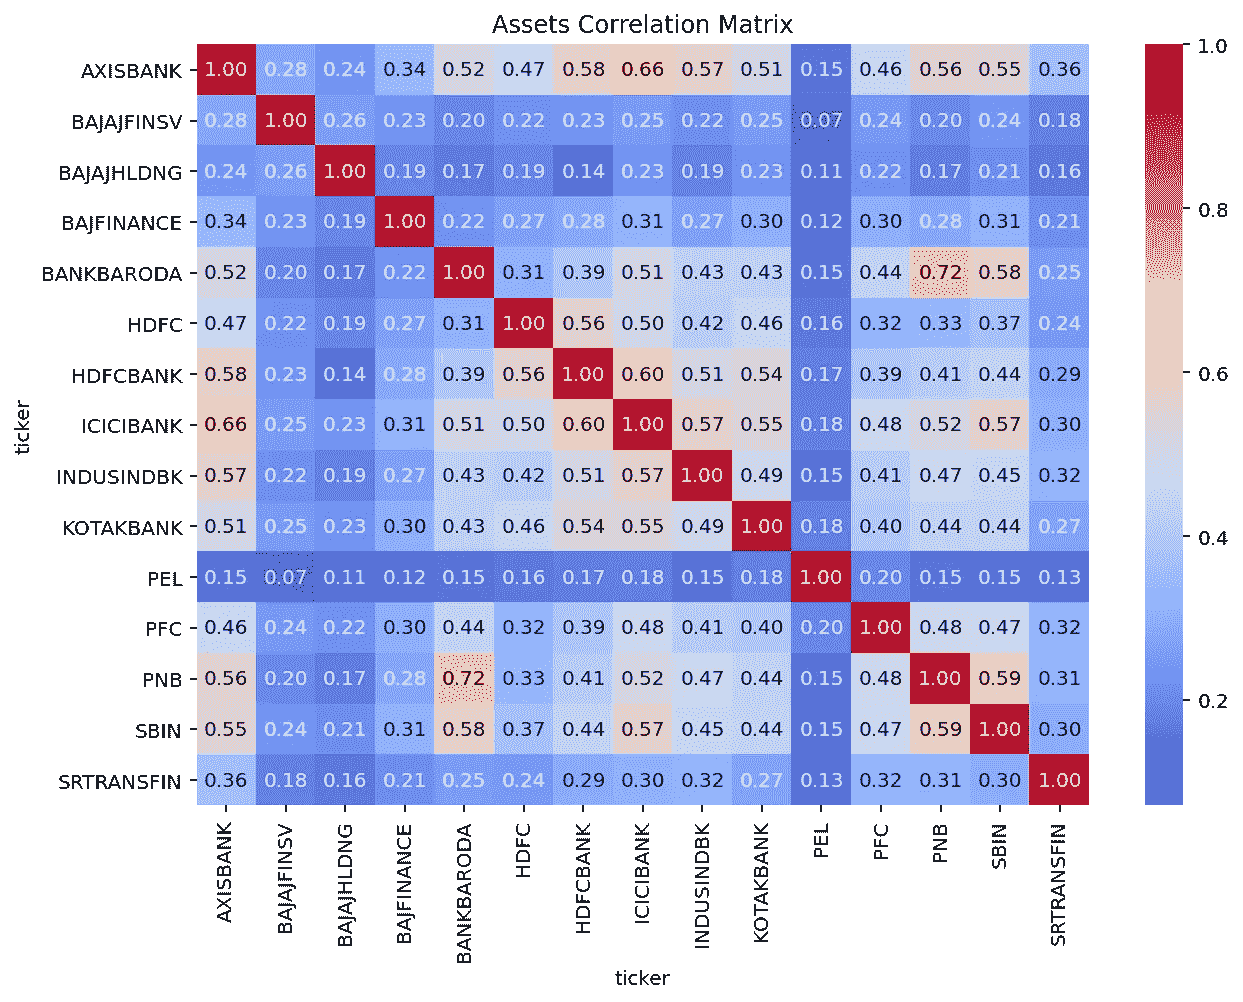 Assets Correlation Matrix
AXISBANK 1.00 0.28 0.24 0.34 0.52 0.47 0.58 0.66 0.57 0.51 0.15 0.46 0.56 0.55 0.36
BAJAJFINSV 0.28 1.00 0.26 0.23 0.20 0.22 0.23 0.25 0.22 0.25 0.07 0.24 0.20 0.24 0.18
BAJAJHLDNG 0.24 0.26 1.00 0.19 0.17 0.19 0.14 0.23 0.19 0.23 0.11 0.22 0.17 0.21 0.16
BAJFINANCE 0.34 0.23 0.19 1.00 0.22 0.27 0.28 0.31 0.27 0.30 0.12 0.30 0.28 0.31 0.21
BANKBARODA 0.52 0.20 0.17 0.22 1.00 0.31 0.39 0.51 0.43 0.43 0.15 0.44 0.72 0.58 0.25
HDFC 0.47 0.22 0.19 0.27 0.31 1.00 0.56 0.50 0.42 0.46 0.16 0.32 0.33 0.37 0.24
HDFCBANK 0.58 0.23 0.14 0.28 0.39 0.56 1.00 0.60 0.51 0.54 0.17 0.39 0.41 0.44 0.29
ICICIBANK 0.66 0.25 0.23 0.31 0.51 0.50 0.60 1.00 0.57 0.55 0.18 0.48 0.52 0.57 0.30
INDUSINDBK 0.57 0.22 0.19 0.27 0.43 0.42 0.51 0.57 1.00 0.49 0.15 0.41 0.47 0.45 0.32
KOTAKBANK 0.51 0.25 0.23 0.30 0.43 0.46 0.54 0.55 0.49 1.00 0.18 0.40 0.44 0.44 0.27
PEL 0.15 0.07 0.11 0.12 0.15 0.16 0.17 0.18 0.15 0.18 1.00 0.20 0.15 0.15 0.13
PFC 0.46 0.24 0.22 0.30 0.44 0.32 0.39 0.48 0.41 0.40 0.20 1.00 0.48 0.47 0.32
PNB 0.56 0.20 0.17 0.28 0.72 0.33 0.41 0.52 0.47 0.44 0.15 0.48 1.00 0.59 0.31
SBIN 0.55 0.24 0.21 0.31 0.58 0.37 0.44 0.57 0.45 0.44 0.15 0.47 0.59 1.00 0.30
SRTRANSFIN 0.36 0.18 0.16 0.21 0.25 0.24 0.29 0.30 0.32 0.27 0.13 0.32 0.31 0.30 1.00
AXISBANK BAJAJFINSV BAJAJHLDNG BAJFINANCE BANKBARODA HDFC HDFCBANK ICICIBANK INDUSINDBK KOTAKBANK PEL PFC PNB SBIN SRTRANSFIN
ticker
ticker
1.0
0.8
0.6
0.4
0.2